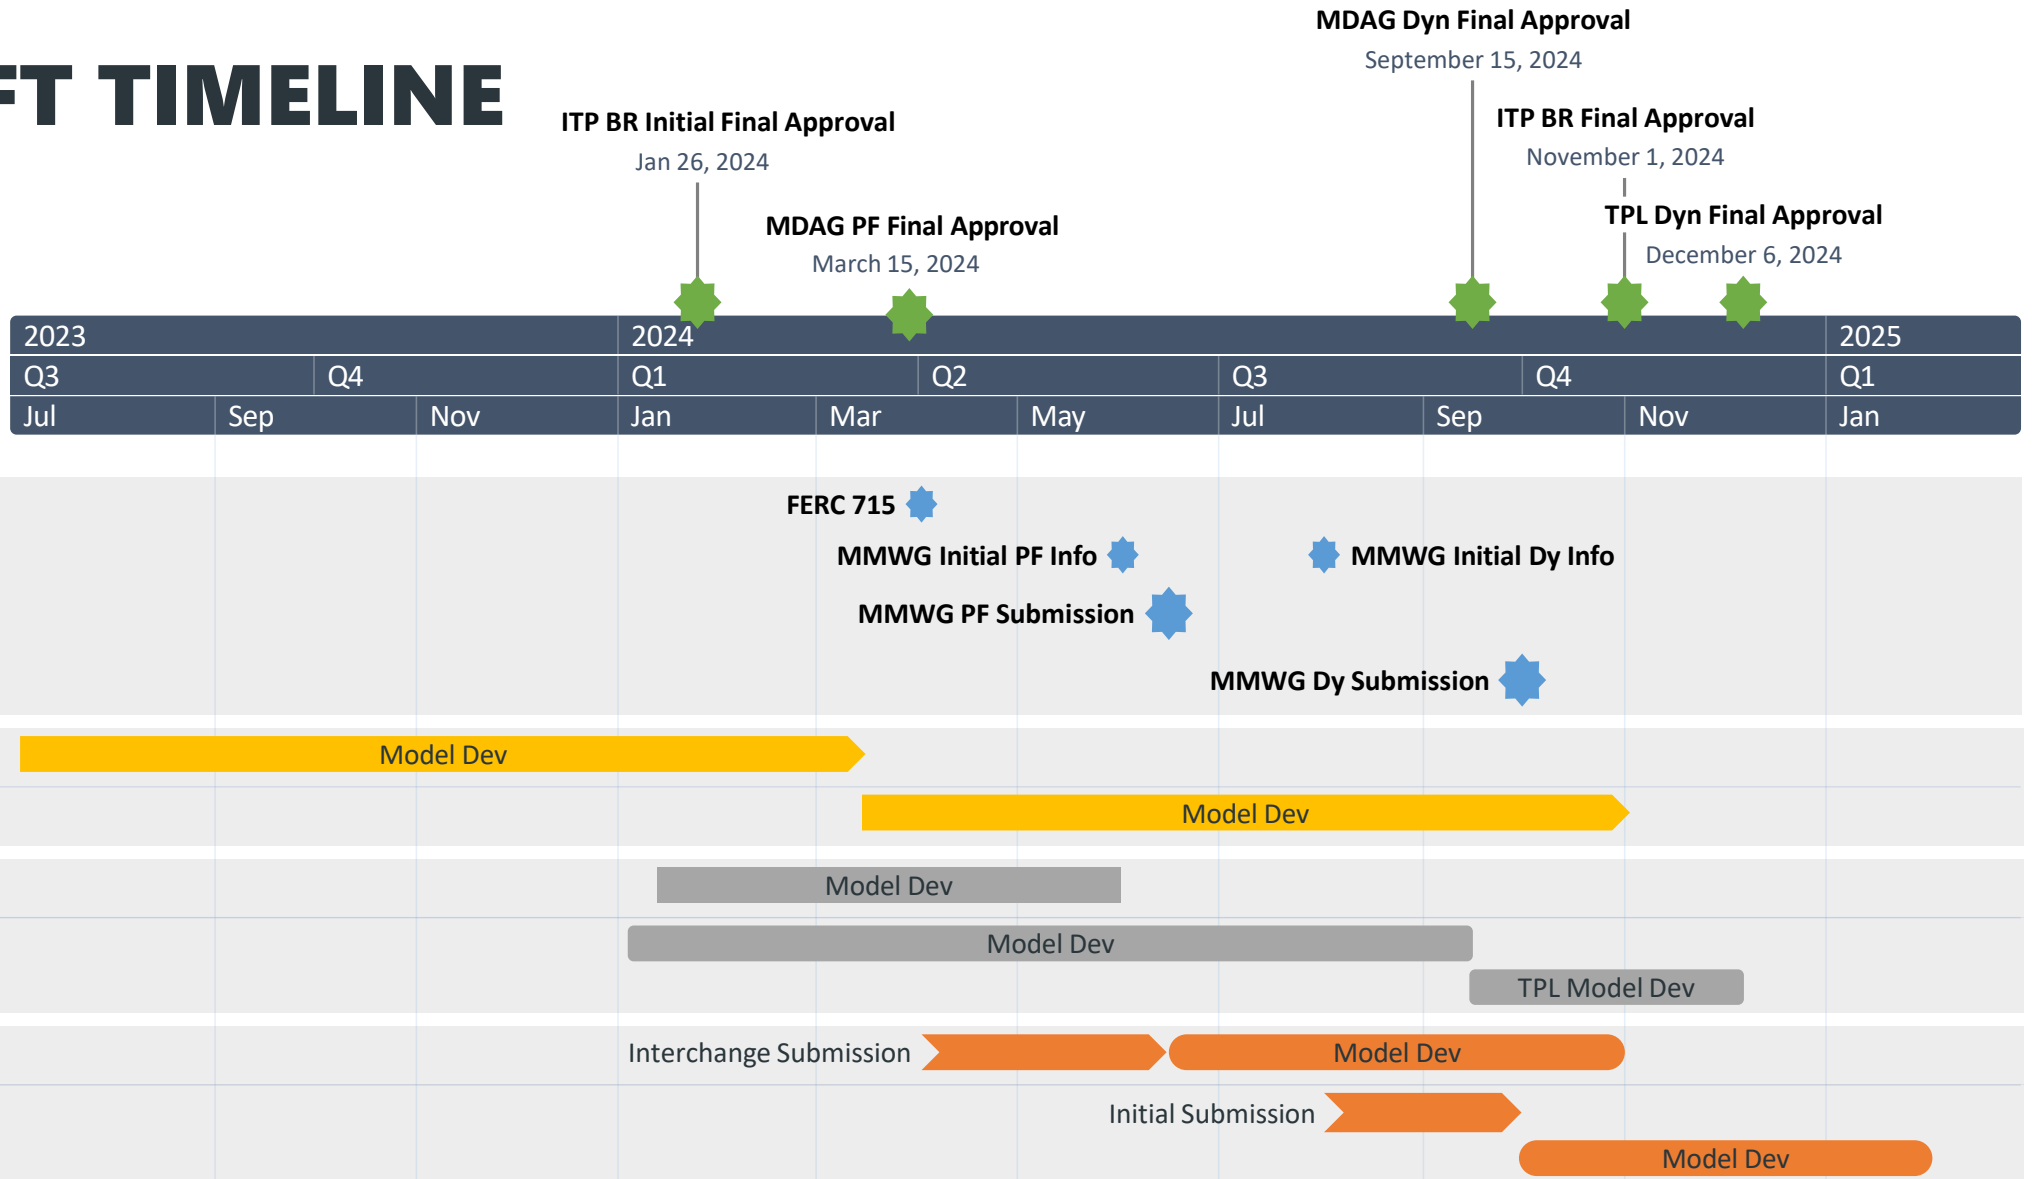 FT TIMELINE
MDAG Dyn Final Approval
September 15, 2024
ITP BR Initial Final Approval
Jan 26, 2024
ITP BR Final Approval
November 1, 2024
MDAG PF Final Approval
March 15, 2024
TPL Dyn Final Approval
December 6, 2024
2023 2024 2025
Q3 Q4 Q1 Q2 Q3 Q4 Q1
Jul Sep Nov Jan Mar May Jul Sep Nov Jan
FERC 715
MMWG Initial PF Info
MMWG Initial Dy Info
MMWG PF Submission
MMWG Dy Submission
Model Dev
Model Dev
Model Dev
Model Dev
TPL Model Dev
Interchange Submission
Model Dev
Initial Submission
Model Dev